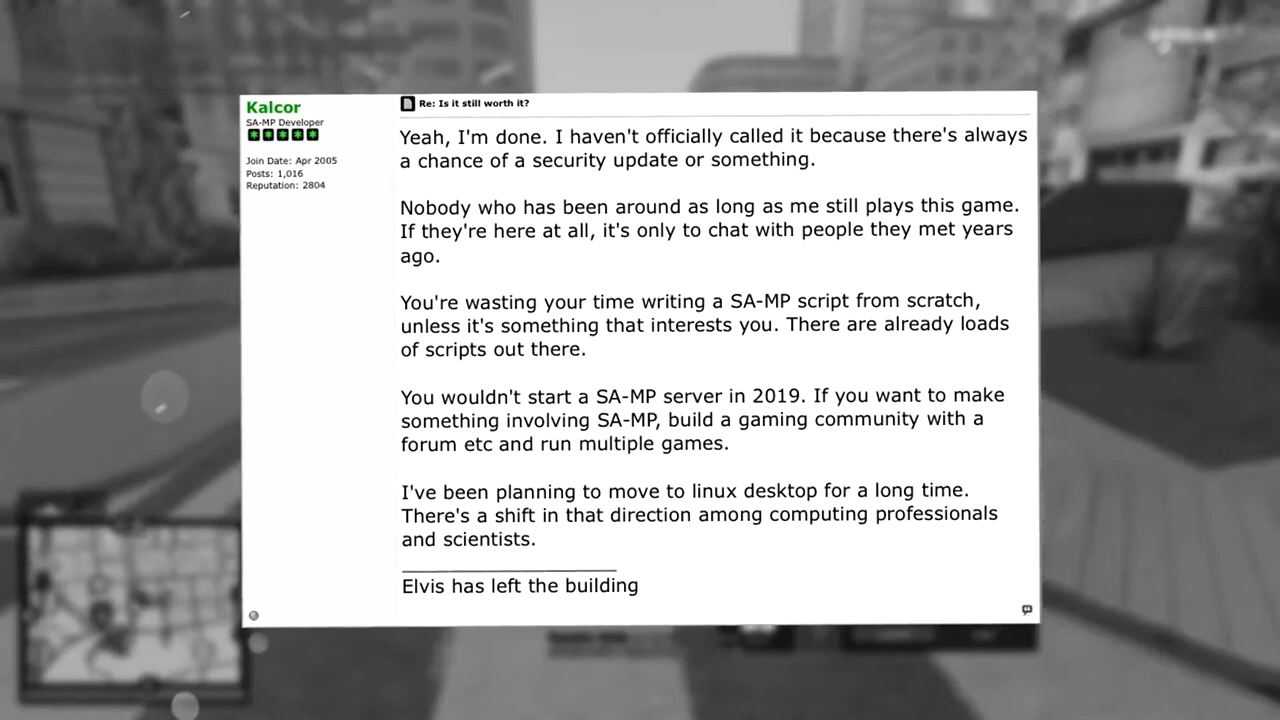 Kalcor
SA-MP Developer
Join Date: Apr 2005
Posts: 1,016
Reputation: 2804
Re: Is it still worth it?
Yeah, I'm done. I haven't officially called it because there's always
a chance of a security update or something.
Nobody who has been around as long as me still plays this game.
If they're here at all, it's only to chat with people they met years
ago.
You're wasting your time writing a SA-MP script from scratch,
unless it's something that interests you. There are already loads
of scripts out there.
You wouldn't start a SA-MP server in 2019. If you want to make
something involving SA-MP, build a gaming community with a
forum etc and run multiple games.
I've been planning to move to linux desktop for a long time.
There's a shift in that direction among computing professionals
and scientists.
Elvis has left the building